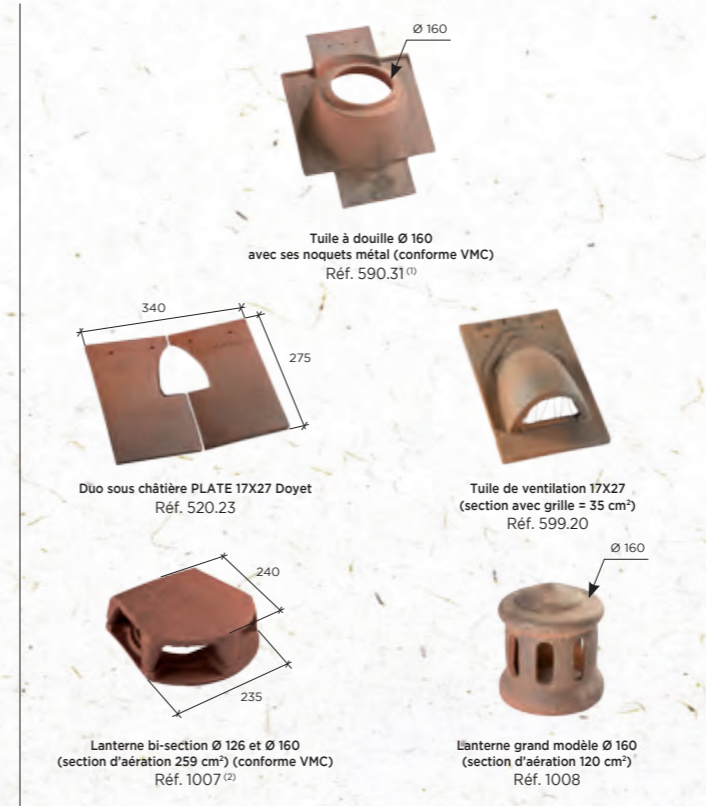 Ø 160
Tuile à douille Ø 160
avec ses noquets métal (conforme VMC)
Réf. 590.31 (1)
340
275
Duo sous châtière PLATE 17X27 Doyet
Réf. 520.23
Tuile de ventilation 17X27
(section avec grille = 35 cm²)
Réf. 599.20
240
235
Lanterne bi-section Ø 126 et Ø 160
(section d'aération 259 cm²) (conforme VMC)
Réf. 1007 (2)
Ø 160
Lanterne grand modèle Ø 160
(section d'aération 120 cm²)
Réf. 1008